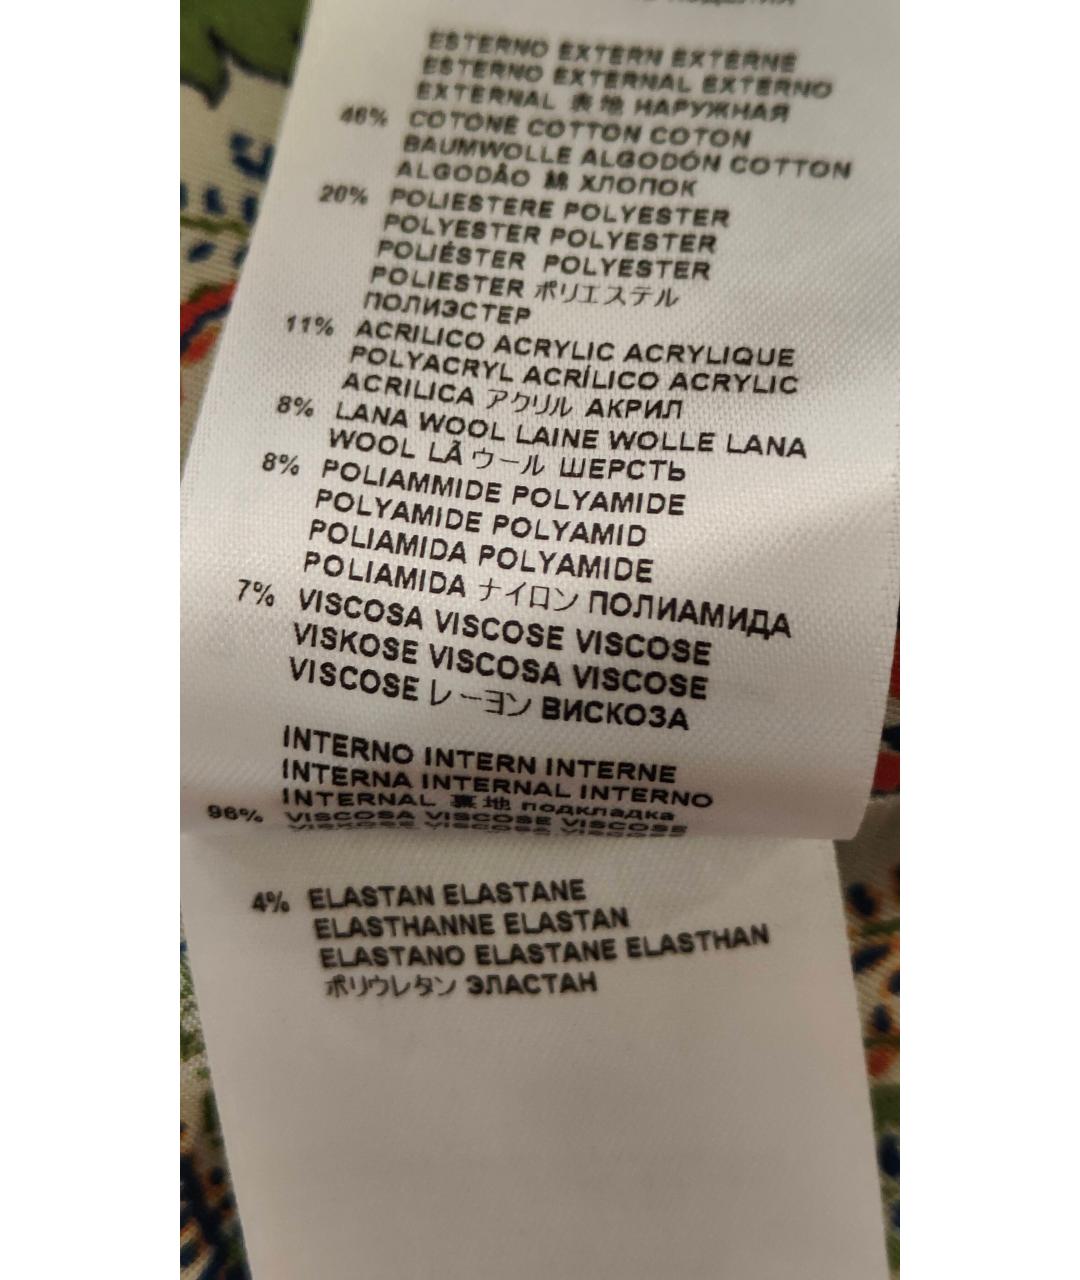 ESTERNO EXTERN EXTERNE
ESTERNO EXTERNAL EXTERNO
EXTERNAL 表地 НАРУЖНАЯ
46% COTONE COTTON COTON
BAUMWOLLE ALGODÓN COTTON
ALGODÃO 綿 ХЛОПОК
20% POLIESTERE POLYESTER
POLYESTER POLYESTER
POLIÉSTER POLYESTER
POLIESTER ポリエステル
ПОЛИЭСТЕР
11% ACRILICO ACRYLIC ACRYLIQUE
POLYACRYL ACRÍLICO ACRYLIC
ACRILICA アクリル АКРИЛ
8% LANA WOOL LAINE WOLLE LANA
WOOL LÃ ウール ШЕРСТЬ
8% POLIAMMIDE POLYAMIDE
POLYAMIDE POLYAMID
POLIAMIDA POLYAMIDE
POLIAMIDA ナイロン ПОЛИАМИДА
7% VISCOSA VISCOSE VISCOSE
VISKOSE VISCOSA VISCOSE
VISCOSE レーヨン ВИСКОЗА
INTERNO INTERN INTERNE
INTERNA INTERNAL INTERNO
INTERNAL 裏地 подкладка
96% VISCOSA VISCOSE VISCOSE
VISKOSE VISCOSA VISCOSE
4% ELASTAN ELASTANE
ELASTHANNE ELASTAN
ELASTANO ELASTANE ELASTHAN
ポリウレタン ЭЛАСТАН